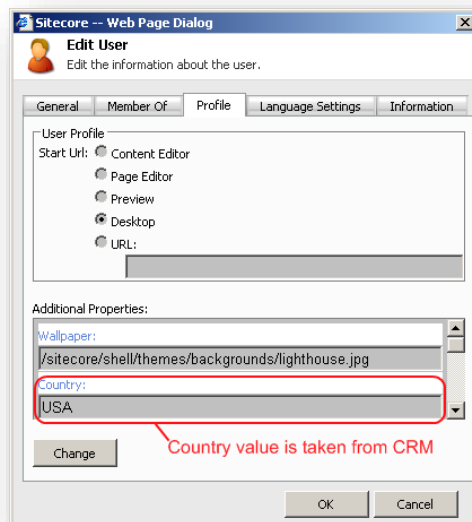 Sitecore -- Web Page Dialog
Edit User
Edit the information about the user.
General Member Of Profile Language Settings Information
User Profile
Start Url: Content Editor
Page Editor
Preview
Desktop
URL:
Additional Properties:
Wallpaper:
/sitecore/shell/themes/backgrounds/lighthouse.jpg
Country:
USA
Country value is taken from CRM
Change
OK Cancel